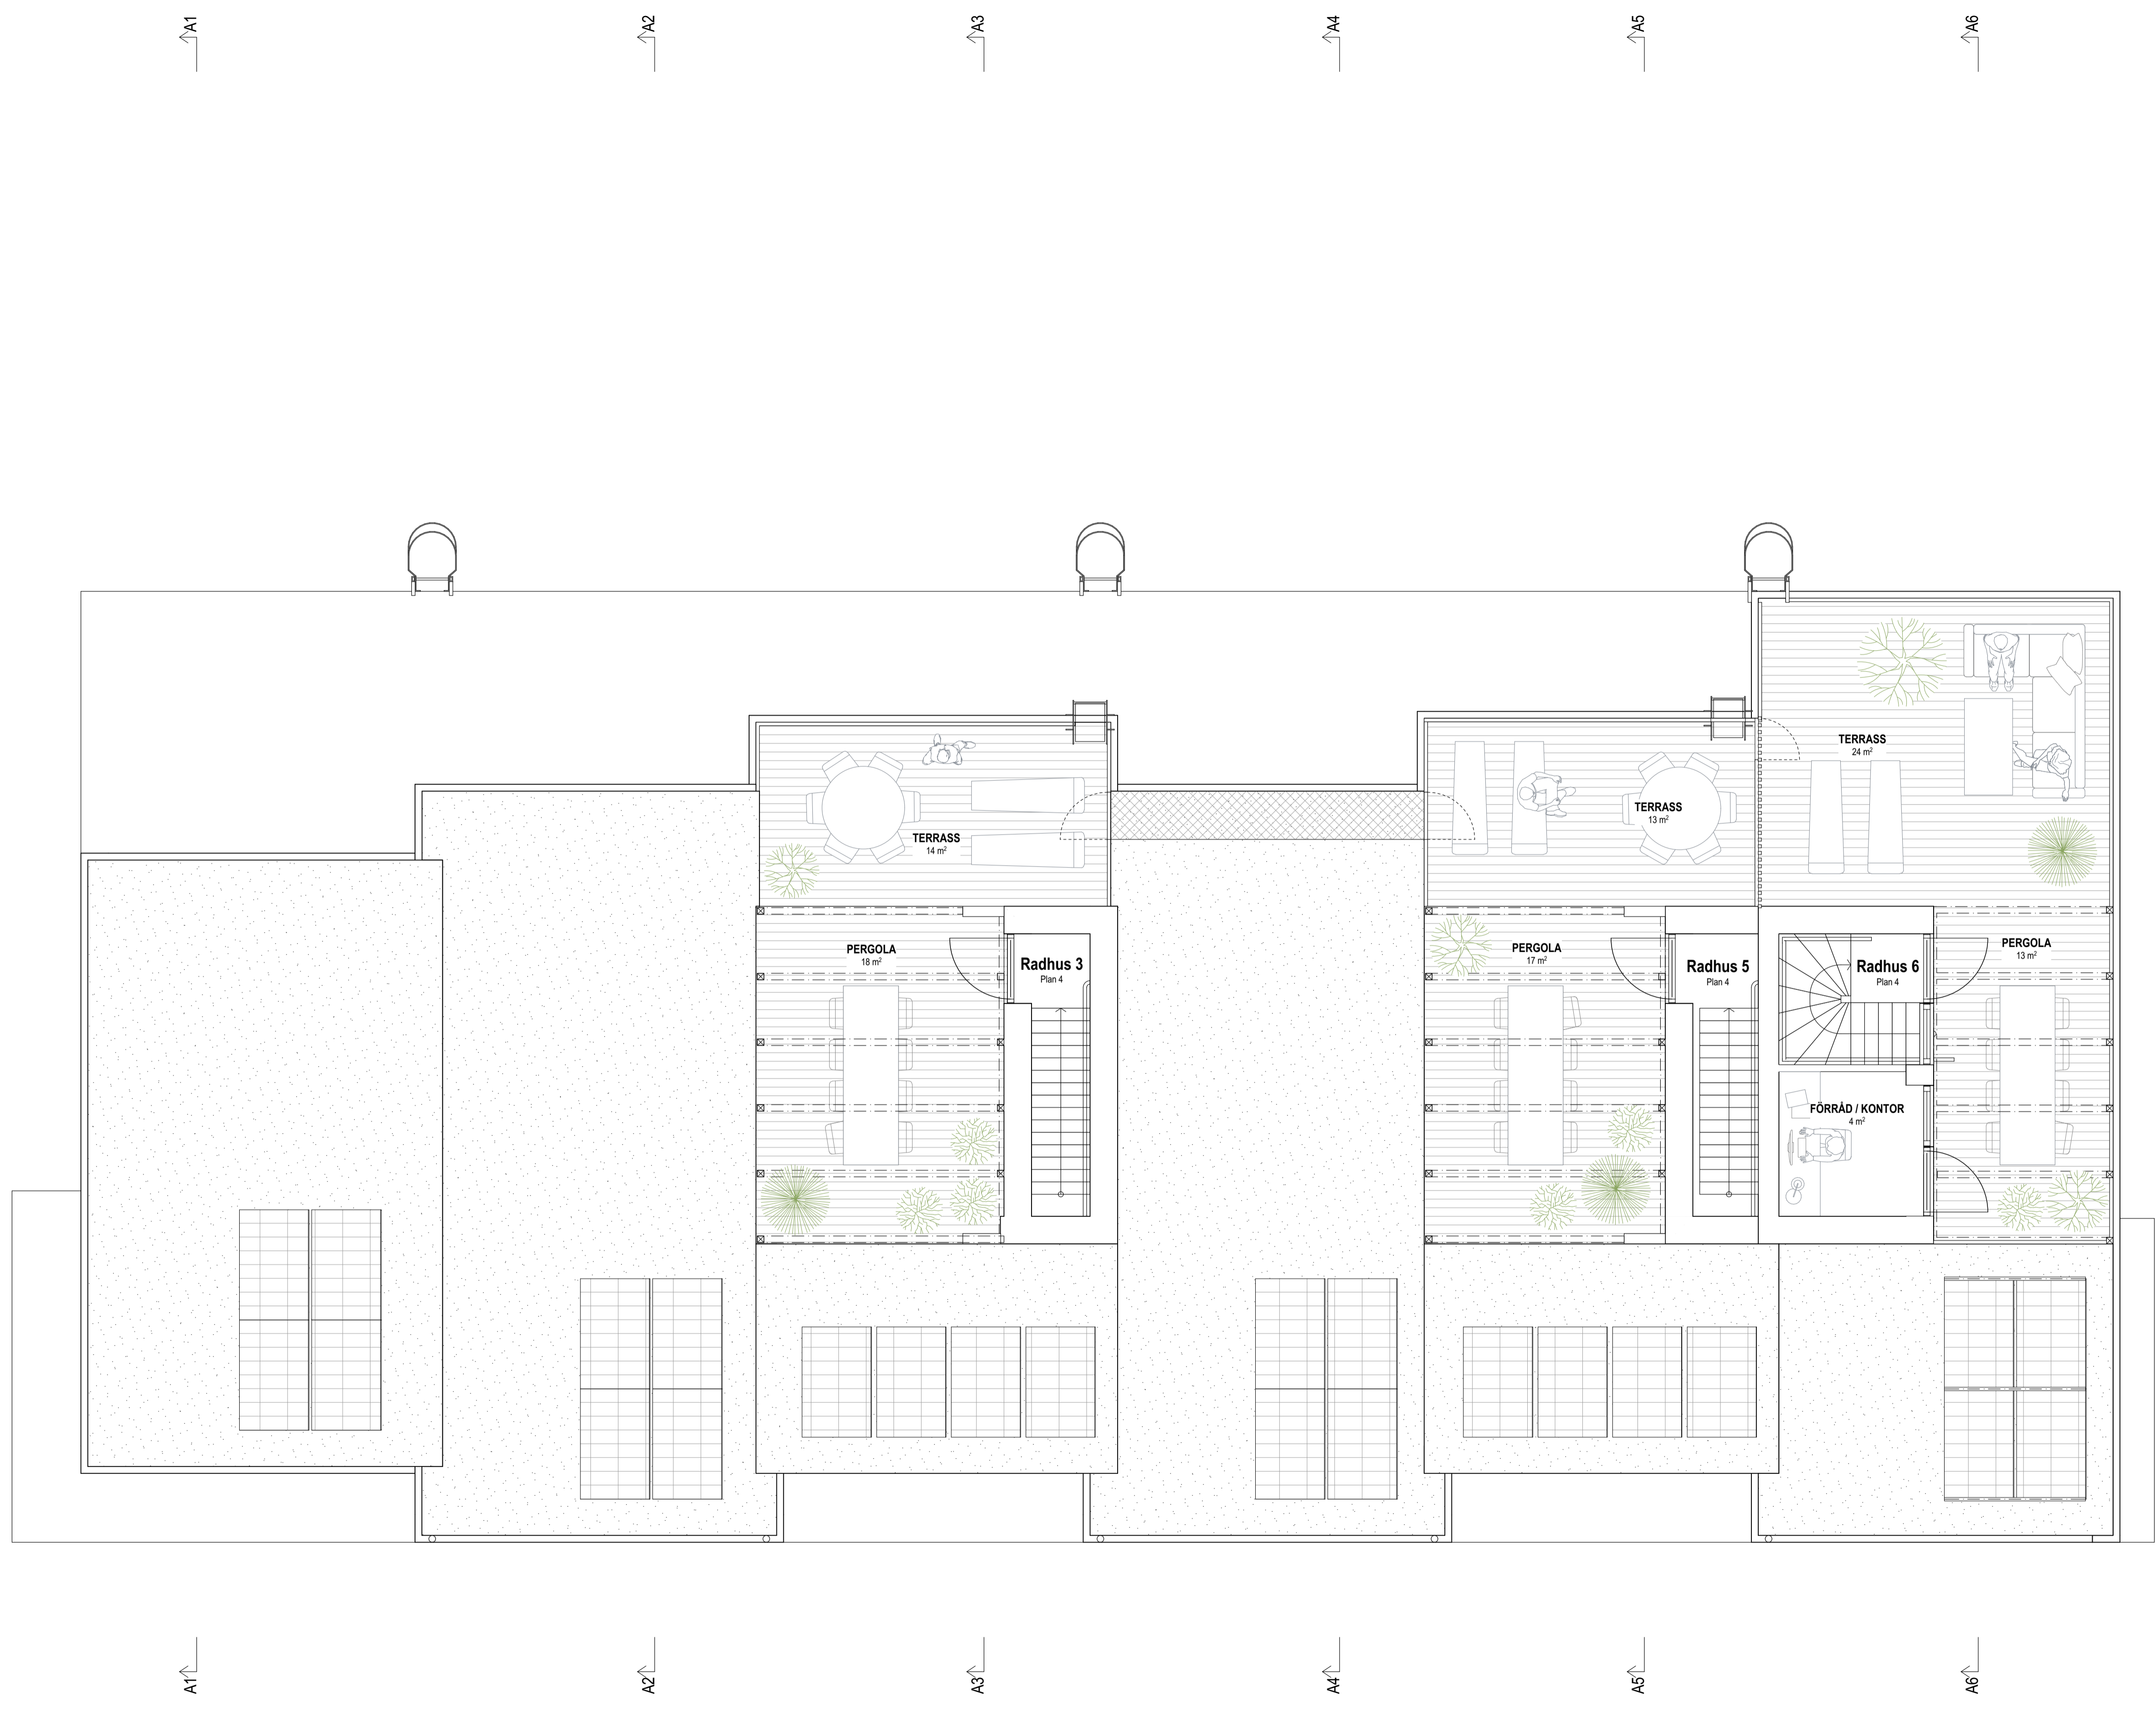 A1
A2
A3
A4
A5
A6
TERRASS
24 m²
TERRASS
13 m²
TERRASS
14 m²
PERGOLA
18 m²
Radhus 3
Plan 4
PERGOLA
17 m²
Radhus 5
Plan 4
Radhus 6
Plan 4
PERGOLA
13 m²
FÖRRÅD / KONTOR
4 m²
A1
A2
A3
A4
A5
A6